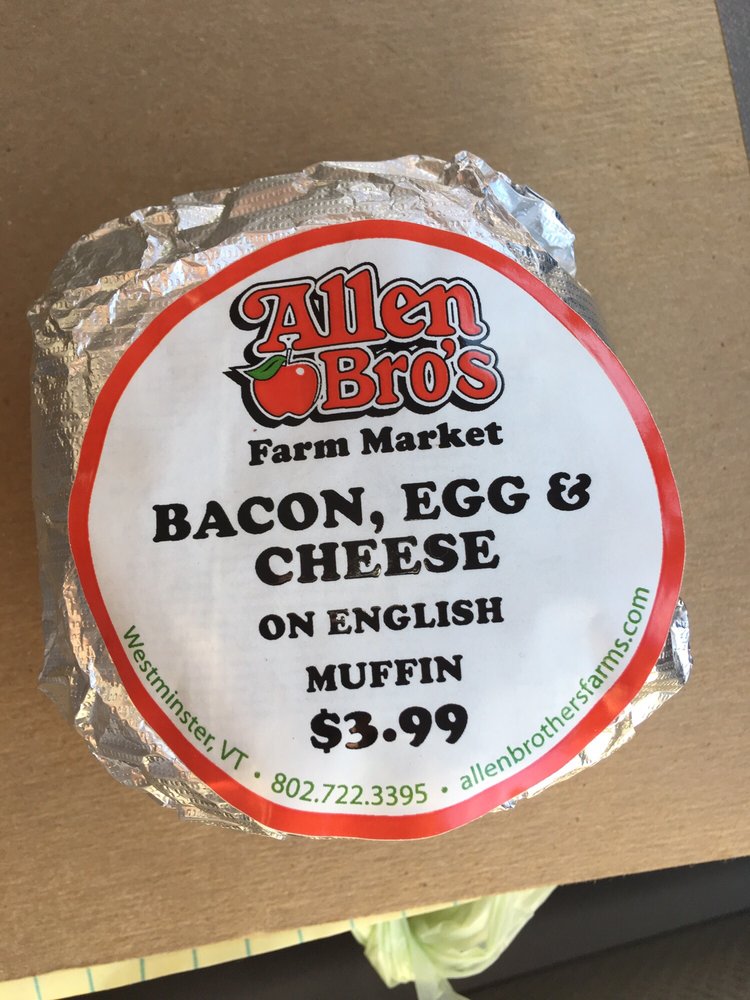 Allen
Bro's
Farm Market
BACON, EGG &
CHEESE
ON ENGLISH
MUFFIN
$3.99
Westminster, VT • 802.722.3395 • allenbrothersfarms.com